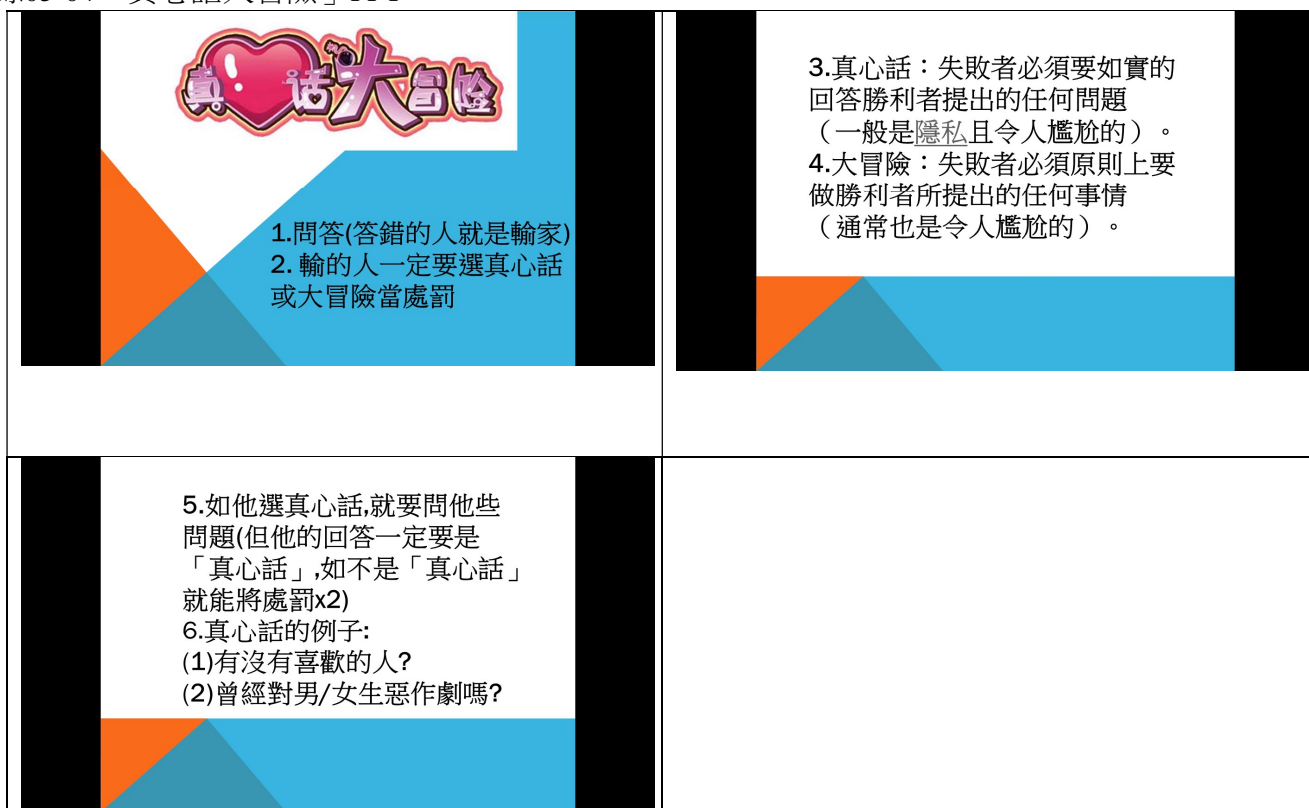 「真心話大冒險」
真心话大冒险
1.問答(答錯的人就是輸家)
2. 輸的人一定要選真心話
或大冒險當處罰
3.真心話：失敗者必須要如實的
回答勝利者提出的任何問題
（一般是隱私且令人尷尬的）。
4.大冒險：失敗者必須原則上要
做勝利者所提出的任何事情
（通常也是令人尷尬的）。
5.如他選真心話,就要問他些
問題(但他的回答一定要是
「真心話」,如不是「真心話」
就能將處罰x2)
6.真心話的例子:
(1)有沒有喜歡的人?
(2)曾經對男/女生惡作劇嗎?